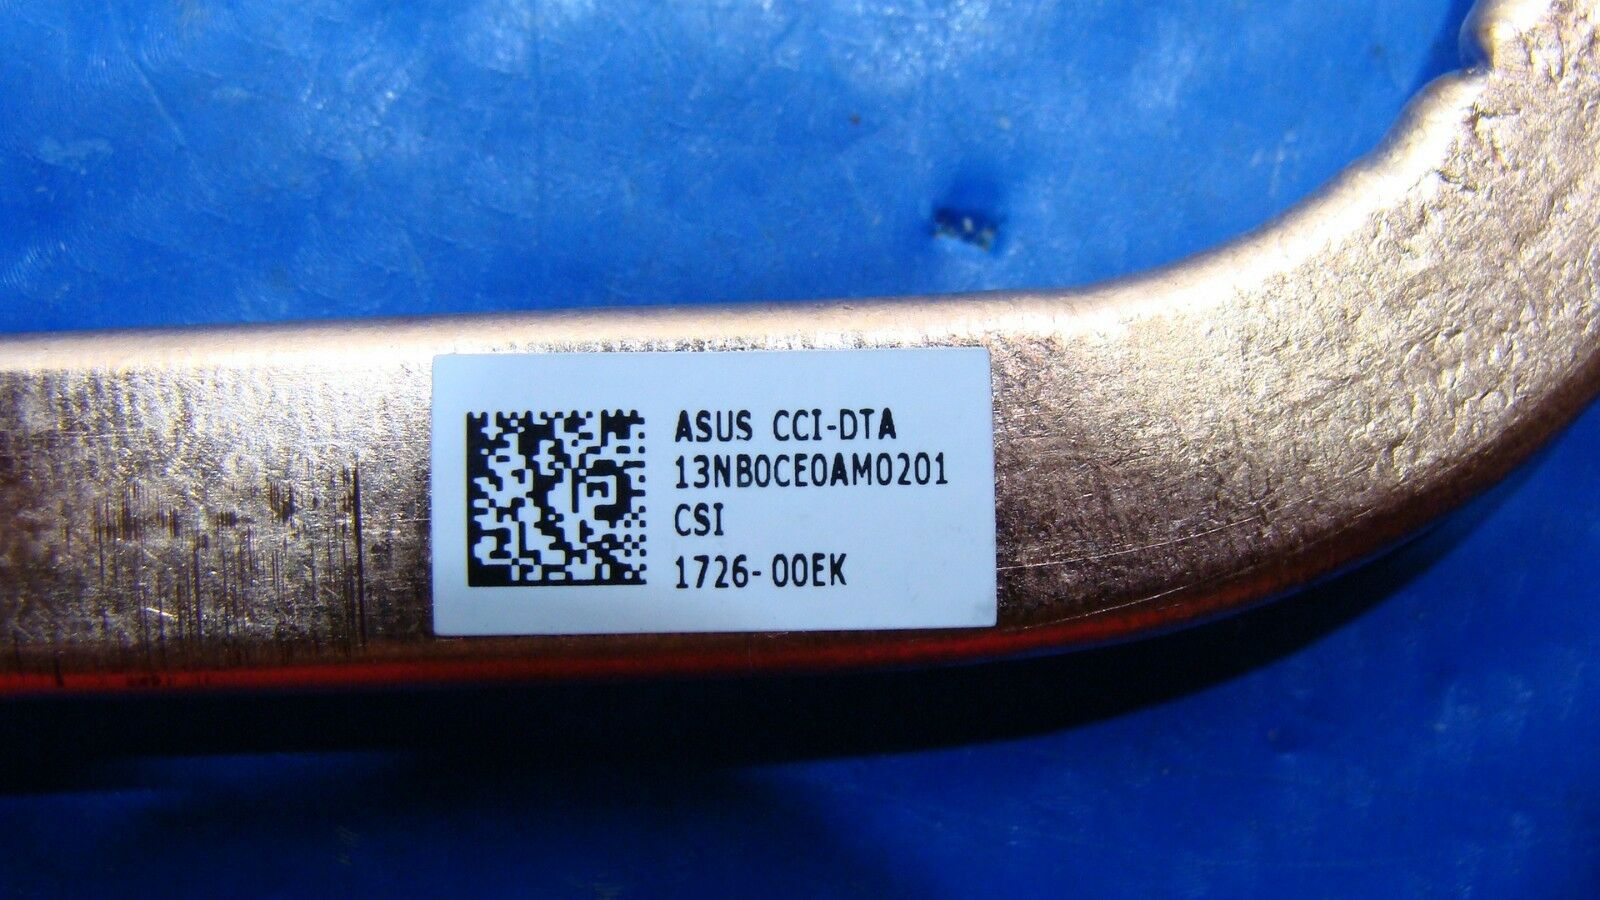 ASUS CCI-DTA
13NB0CE0AM0201
CSI
1726-00EK